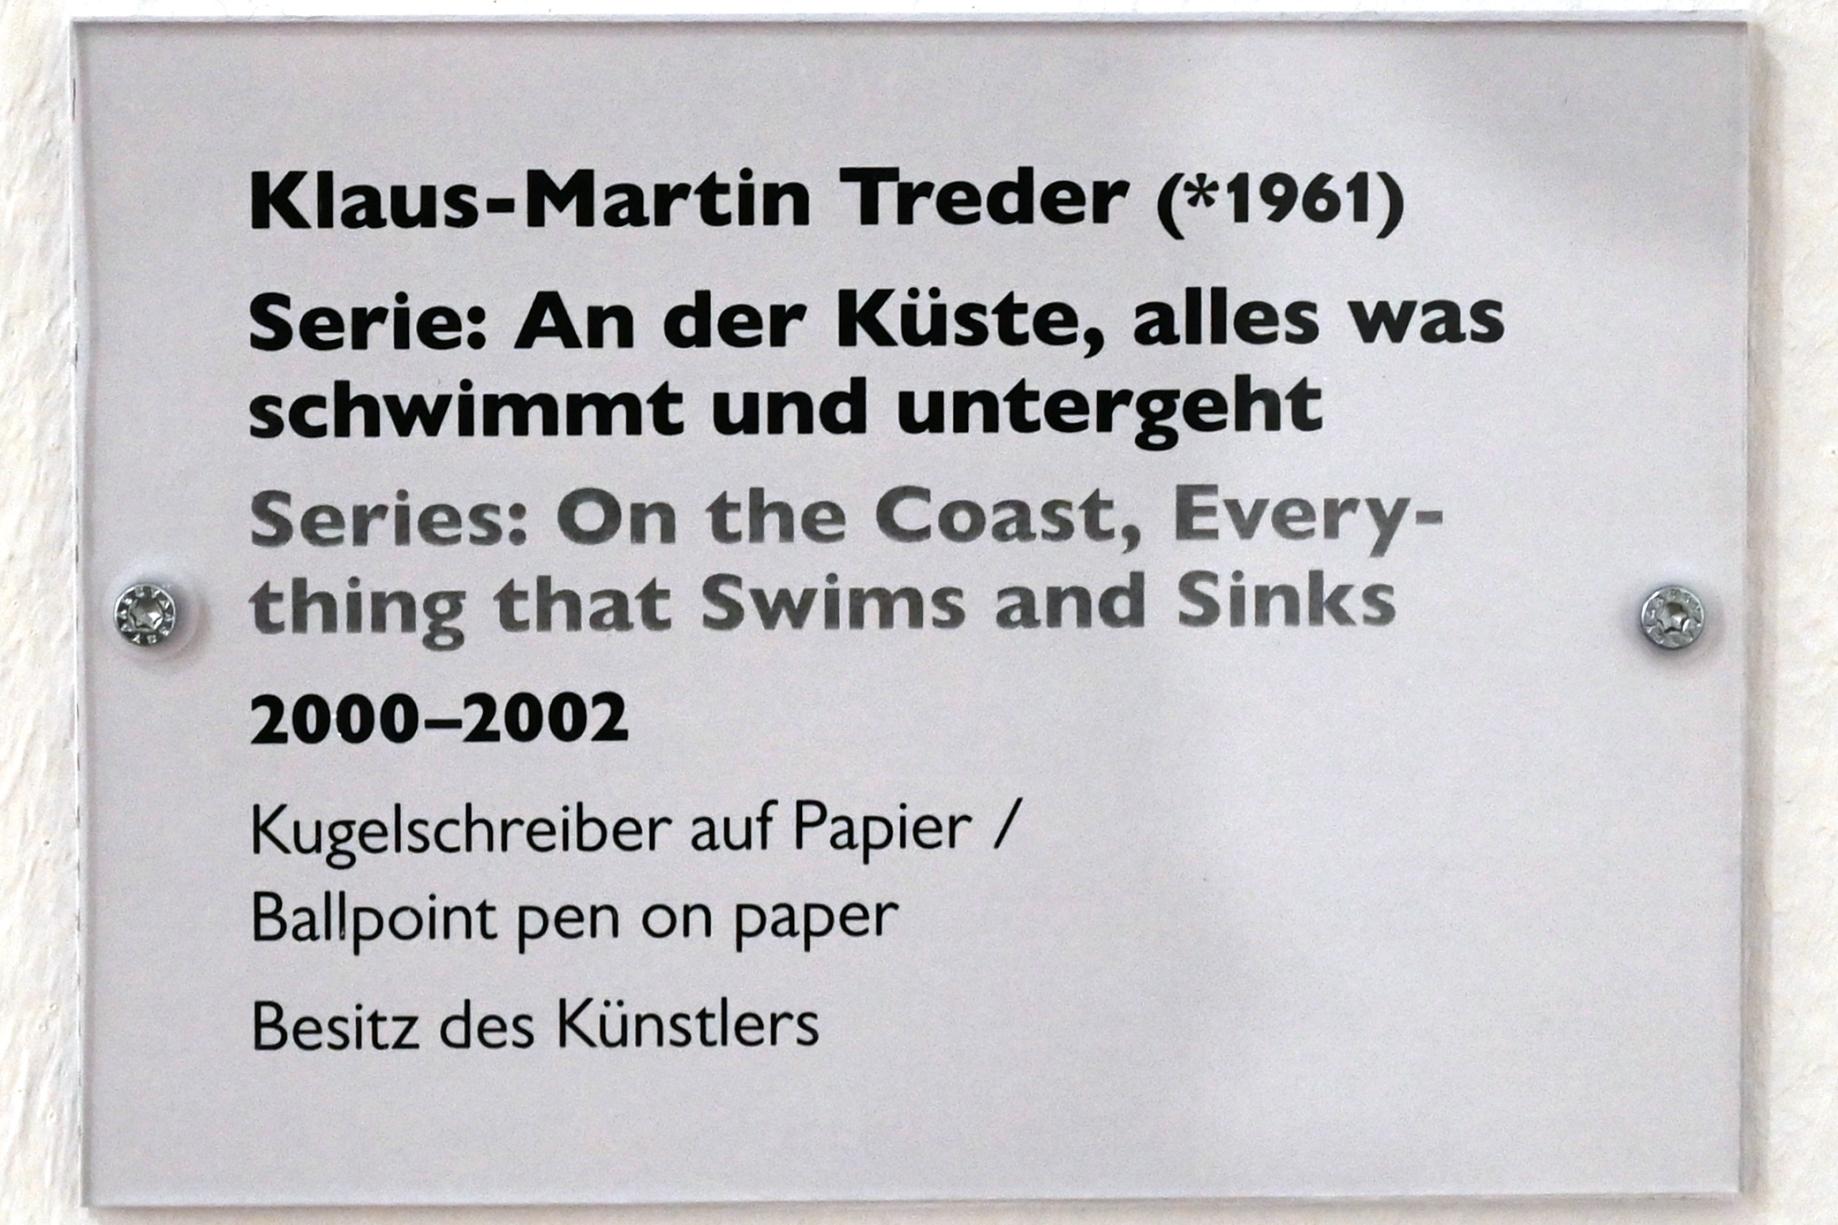 Klaus-Martin Treder (*1961)
Serie: An der Küste, alles was
schwimmt und untergeht
Series: On the Coast, Every-
thing that Swims and Sinks
2000–2002
Kugelschreiber auf Papier /
Ballpoint pen on paper
Besitz des Künstlers